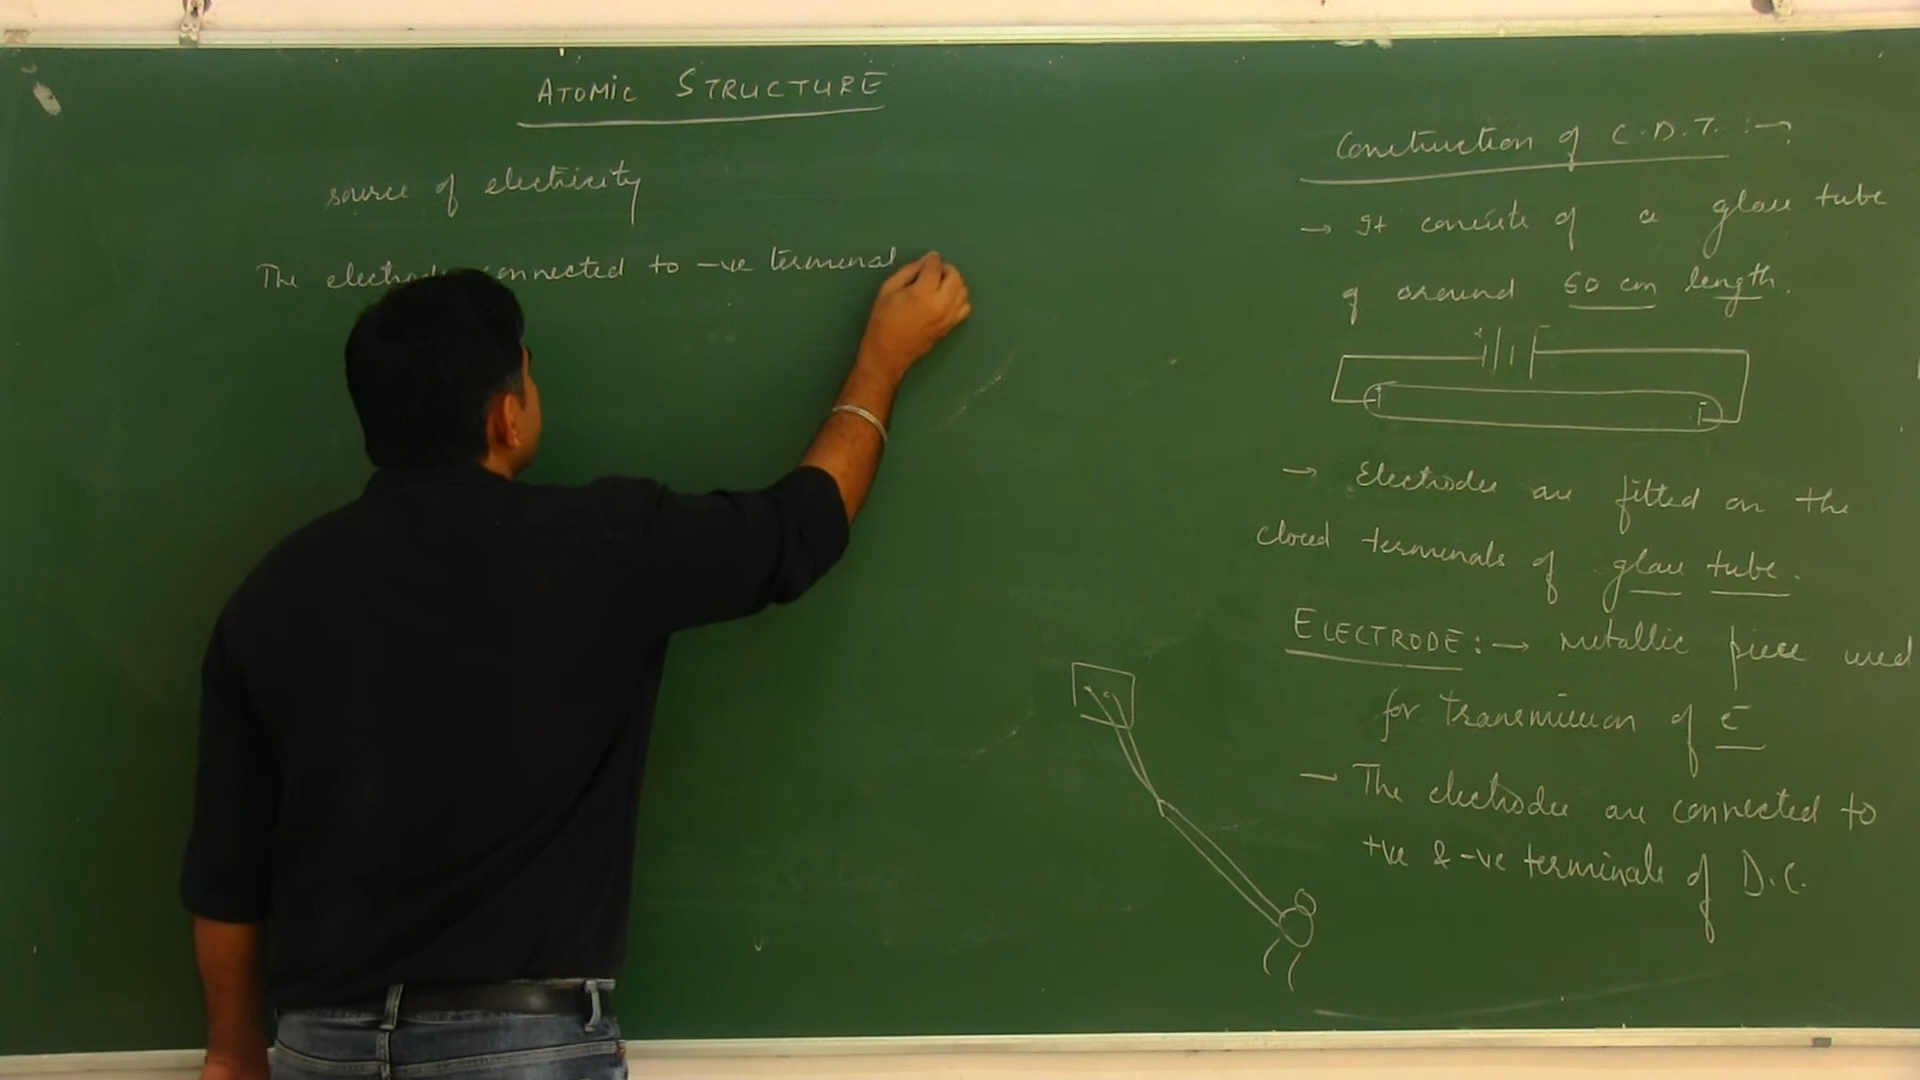 ATOMIC STRUCTURE
source of electricity
The connected to -ve terminal
Construction of C.D.T. :→
→ It consists of a glass tube
of around 60 cm length.
+ -
→ Electrodes are fitted on the
closed terminals of glass tube.
ELECTRODE :→ Metallic piece used
for transmission of e⁻
→ The electrodes are connected to
+ve & -ve terminals of D.C.